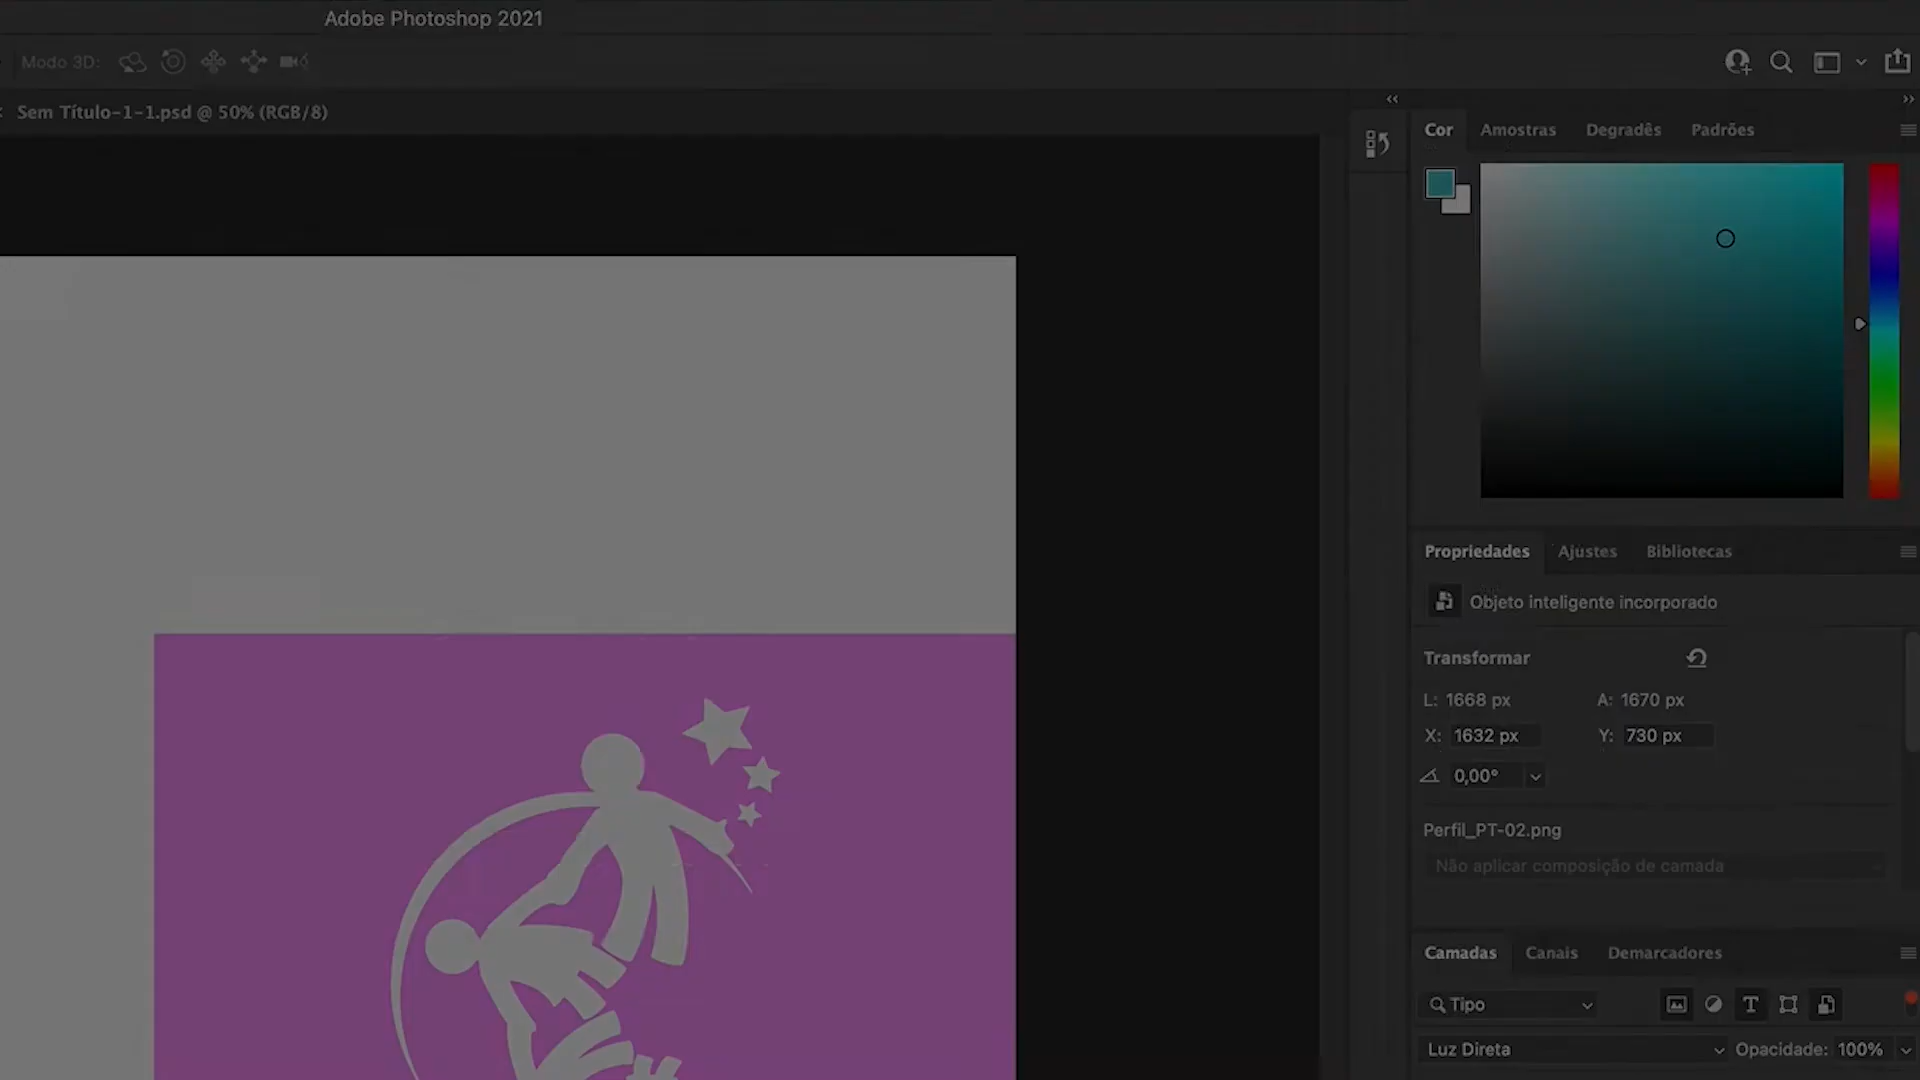 Adobe Photoshop 2021
Modo 3D:
Sem Título-1-1.psd @ 50% (RGB/8)
Cor Amostras Degradês Padrões
Propriedades Ajustes Bibliotecas
Objeto inteligente incorporado
Transformar
L: 1668 px A: 1670 px
X: 1632 px Y: 730 px
0,00°
Perfil_PT-02.png
Não aplicar composição de camada
Camadas Canais Demarcadores
Tipo
Luz Direta Opacidade: 100%